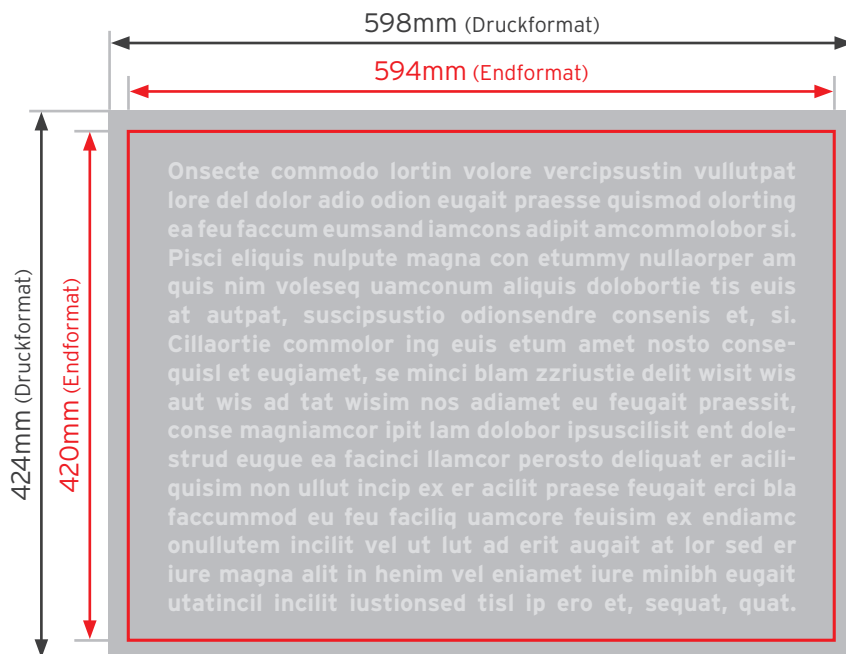 598mm (Druckformat)
594mm (Endformat)
424mm (Druckformat)
420mm (Endformat)
Onsecte commodo lortin volore vercipsustin vullutpat
lore del dolor adio odion eugait praesse quismod olorting
ea feu faccum eumsand iamcons adipit amcommolobor si.
Pisci eliquis nulpute magna con etummy nullaorper am
quis nim voleseq uamconum aliquis dolobortie tis euis
at autpat, suscipsustio odionsendre consenis et, si.
Cillaortie commolor ing euis etum amet nosto conse-
quisl et eugiamet, se minci blam zzriustie delit wisit wis
aut wis ad tat wisim nos adiamet eu feugait praessit,
conse magniamcor ipit lam dolobor ipsuscilisit ent dole-
strud eugue ea facinci llamcor perosto deliquat er acili-
quisim non ullut incip ex er acilit praese feugait erci bla
faccummod eu feu faciliq uamcore feuisim ex endiamc
onullutem incilit vel ut lut ad erit augait at lor sed er
iure magna alit in henim vel eniamet iure minibh eugait
utatincil incilit iustionsed tisl ip ero et, sequat, quat.